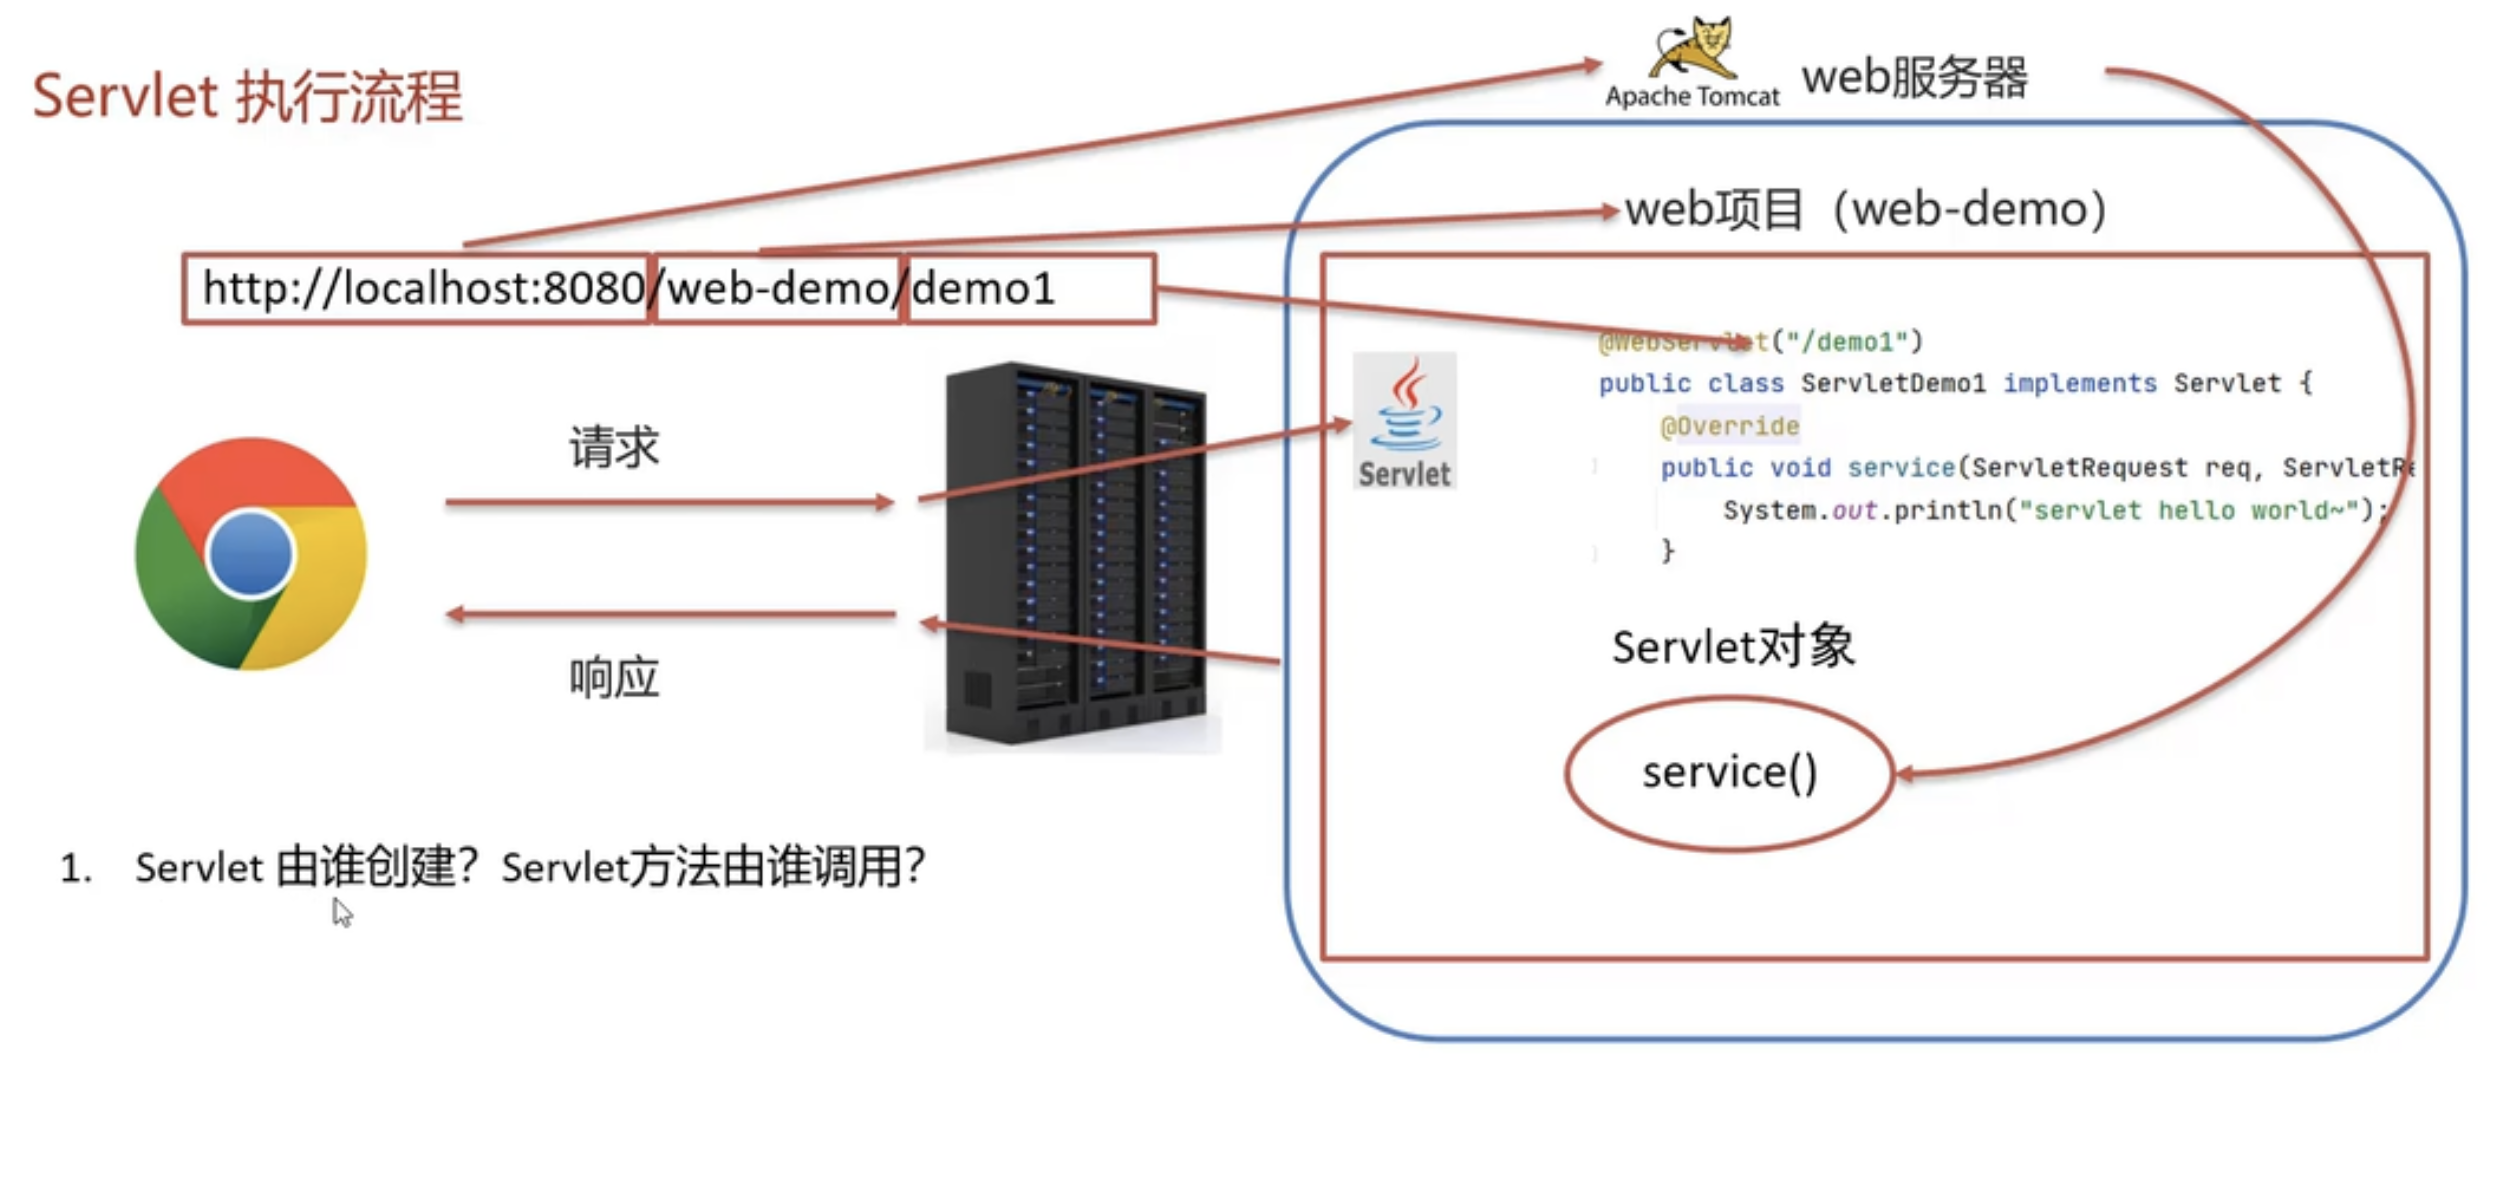 Servlet 执行流程
Apache Tomcat
web服务器
web项目（web-demo）
http://localhost:8080/web-demo/demo1
@WebServlet("/demo1")
public class ServletDemo1 implements Servlet {
@Override
public void service(ServletRequest req, ServletRe
System.out.println("servlet hello world~");
}
Servlet
请求
响应
Servlet对象
service()
1. Servlet 由谁创建？Servlet方法由谁调用？